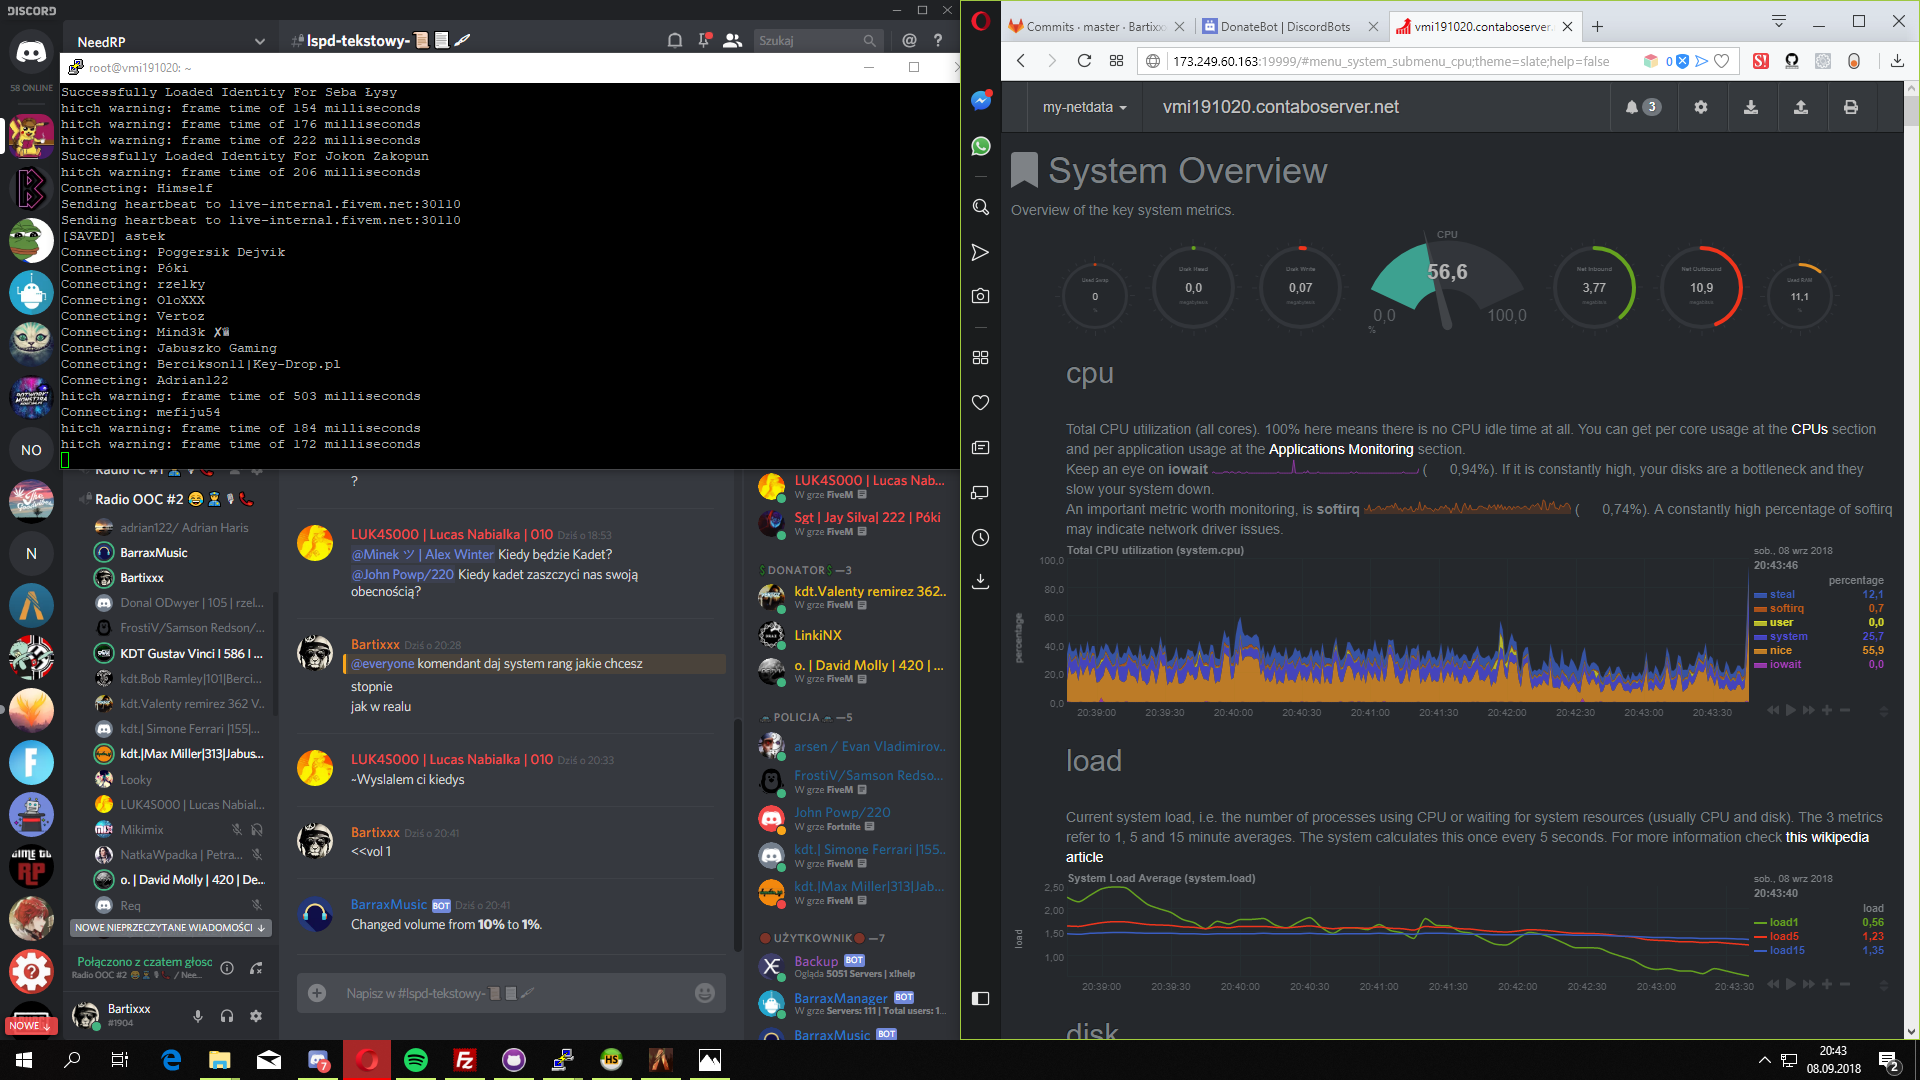 DISCORD
NeedRP
lspd-tekstowy-
Szukaj
58 ONLINE
root@vmi191020: ~
Successfully Loaded Identity For Seba Łysy
hitch warning: frame time of 154 milliseconds
hitch warning: frame time of 176 milliseconds
hitch warning: frame time of 222 milliseconds
Successfully Loaded Identity For Jokon Zakopun
hitch warning: frame time of 206 milliseconds
Connecting: Himself
Sending heartbeat to live-internal.fivem.net:30110
Sending heartbeat to live-internal.fivem.net:30110
[SAVED] astek
Connecting: Poggersik Dejvik
Connecting: Póki
Connecting: rzelky
Connecting: OloXXX
Connecting: Vertoz
Connecting: Mind3k
Connecting: Jabuszko Gaming
Connecting: Bercikson11|Key-Drop.pl
Connecting: Adrian122
hitch warning: frame time of 503 milliseconds
Connecting: mefiju54
hitch warning: frame time of 184 milliseconds
hitch warning: frame time of 172 milliseconds
NO
N
Radio IC #1
Radio OOC #2
adrian122/ Adrian Haris
BarraxMusic
Bartixxx
Donal ODwyer | 105 | rzel...
FrostiV/Samson Redson/...
KDT Gustav Vinci I 586 I ...
kdt.Bob Ramley|101|Berci...
kdt.Valenty remirez 362 V...
kdt.| Simone Ferrari |155|...
kdt.|Max Miller|313|Jabus...
Looky
LUK4S000 | Lucas Nabial...
Mikimix
NatkaWpadka | Petra...
o. | David Molly | 420 | De...
Req
NOWE NIEPRZECZYTANE WIADOMOŚCI ↓
Połączono z czatem głosc
Radio OOC #2 / Nee...
Bartixxx
#1904
NOWE ↓
?
LUK4S000 | Lucas Nabialka | 010 Dziś o 18:53
@Minek ツ | Alex Winter Kiedy będzie Kadet?
@John Powp/220 Kiedy kadet zaszczyci nas swoją
obecnością?
Bartixxx Dziś o 20:28
@everyone komendant daj system rang jakie chcesz
stopnie
jak w realu
LUK4S000 | Lucas Nabialka | 010 Dziś o 20:33
~Wyslalem ci kiedys
Bartixxx Dziś o 20:41
<<vol 1
BarraxMusic BOT Dziś o 20:41
Changed volume from 10% to 1%.
Napisz w #lspd-tekstowy-
LUK4S000 | Lucas Nab...
W grze FiveM
Sgt | Jay Silva| 222 | Póki
W grze FiveM
$DONATOR$—3
kdt.Valenty remirez 362...
W grze FiveM
LinkiNX
o. | David Molly | 420 | ...
W grze FiveM
POLICJA—5
arsen / Evan Vladimirov...
FrostiV/Samson Redso...
W grze FiveM
John Powp/220
W grze Fortnite
kdt.| Simone Ferrari |155...
W grze FiveM
kdt.|Max Miller|313|Jab...
W grze FiveM
UŻYTKOWNIK—7
Backup BOT
Ogląda 5051 Servers | x!help
BarraxManager BOT
W grze Servers: 111 | Total users: 1...
BarraxMusic BOT
Commits · master · Bartixx
DonateBot | DiscordBots
vmi191020.contaboserver.
173.249.60.163:19999/#menu_system_submenu_cpu;theme=slate;help=false
0
my-netdata
vmi191020.contaboserver.net
3
System Overview
Overview of the key system metrics.
Used Swap
0
%
Disk Read
0,0
Disk Write
0,07
CPU
56,6
0,0
100,0
%
Net Inbound
3,77
Net Outbound
10,9
Used RAM
11,1
%
cpu
Total CPU utilization (all cores). 100% here means there is no CPU idle time at all. You can get per core usage at the CPUs section
and per application usage at the Applications Monitoring section.
Keep an eye on iowait ( 0,94%). If it is constantly high, your disks are a bottleneck and they
slow your system down.
An important metric worth monitoring, is softirq ( 0,74%). A constantly high percentage of softirq
may indicate network driver issues.
Total CPU utilization (system.cpu)
sob., 08 wrz 2018
20:43:46
percentage
steal 12,1
softirq 0,7
user 0,0
system 25,7
nice 55,9
iowait 0,0
percentage
100,0
80,0
60,0
40,0
20,0
0,0
20:39:00 20:39:30 20:40:00 20:40:30 20:41:00 20:41:30 20:42:00 20:42:30 20:43:00 20:43:30
load
Current system load, i.e. the number of processes using CPU or waiting for system resources (usually CPU and disk). The 3 metrics
refer to 1, 5 and 15 minute averages. The system calculates this once every 5 seconds. For more information check this wikipedia
article
System Load Average (system.load)
sob., 08 wrz 2018
20:43:40
load
load1 0,56
load5 1,23
load15 1,35
load
2,50
2,00
1,50
1,00
20:39:00 20:39:30 20:40:00 20:40:30 20:41:00 20:41:30 20:42:00 20:42:30 20:43:00 20:43:30
disk
7
20:43
08.09.2018
2